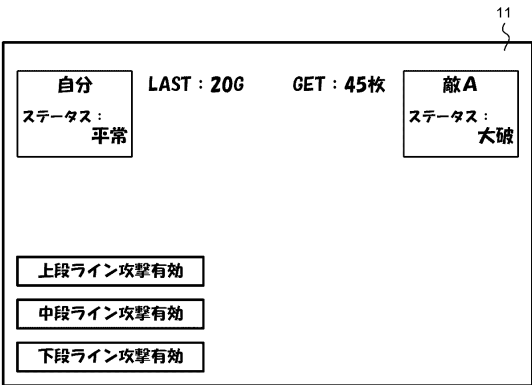 11
自分
ステータス：
平常
LAST：20G
GET：45枚
敵A
ステータス：
大破
上段ライン攻撃有効
中段ライン攻撃有効
下段ライン攻撃有効